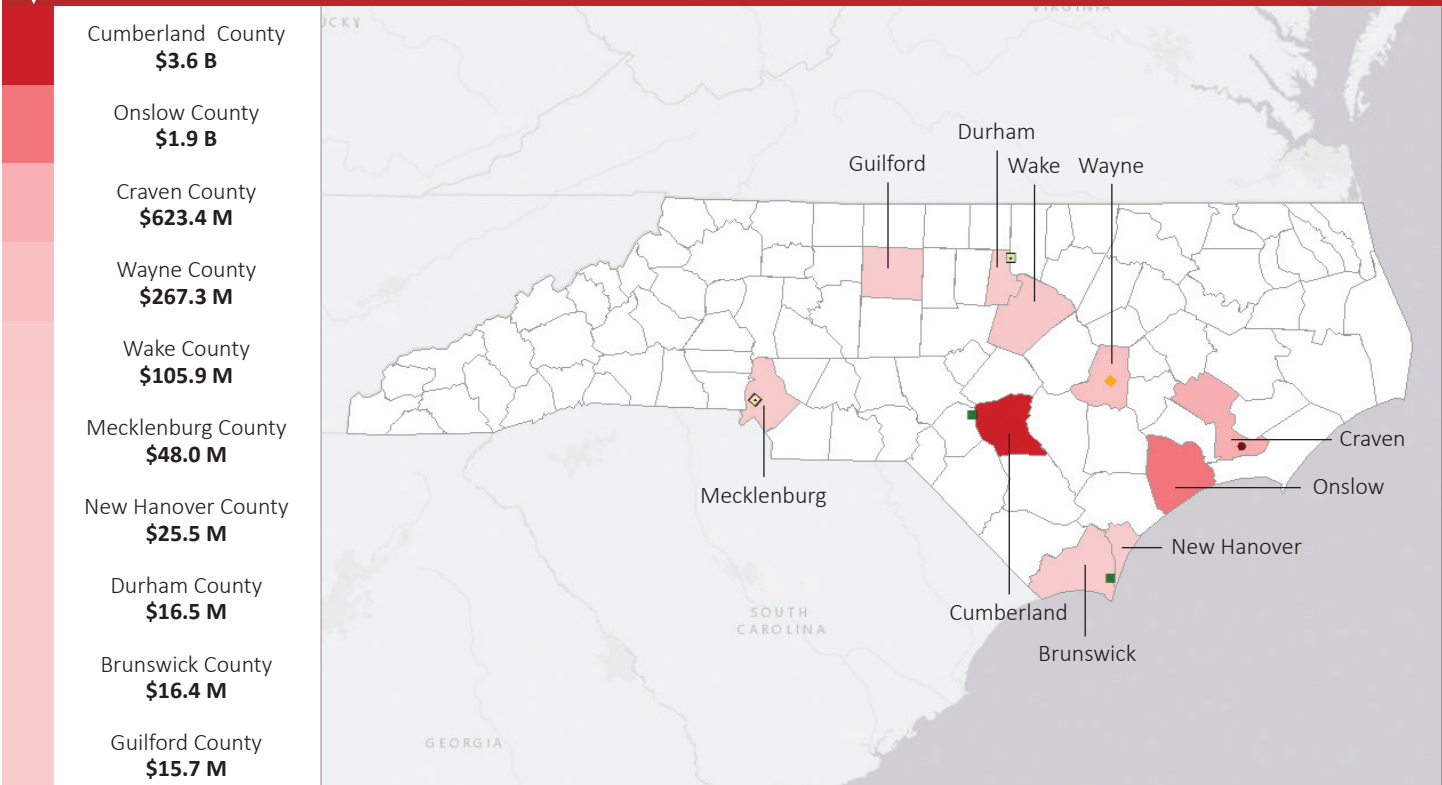 Cumberland County
$3.6 B
Onslow County
$1.9 B
Craven County
$623.4 M
Wayne County
$267.3 M
Wake County
$105.9 M
Mecklenburg County
$48.0 M
New Hanover County
$25.5 M
Durham County
$16.5 M
Brunswick County
$16.4 M
Guilford County
$15.7 M
UCKY
VIRGINIA
Durham
Guilford
Wake
Wayne
Craven
Onslow
Mecklenburg
New Hanover
Cumberland
Brunswick
SOUTH
CAROLINA
GEORGIA